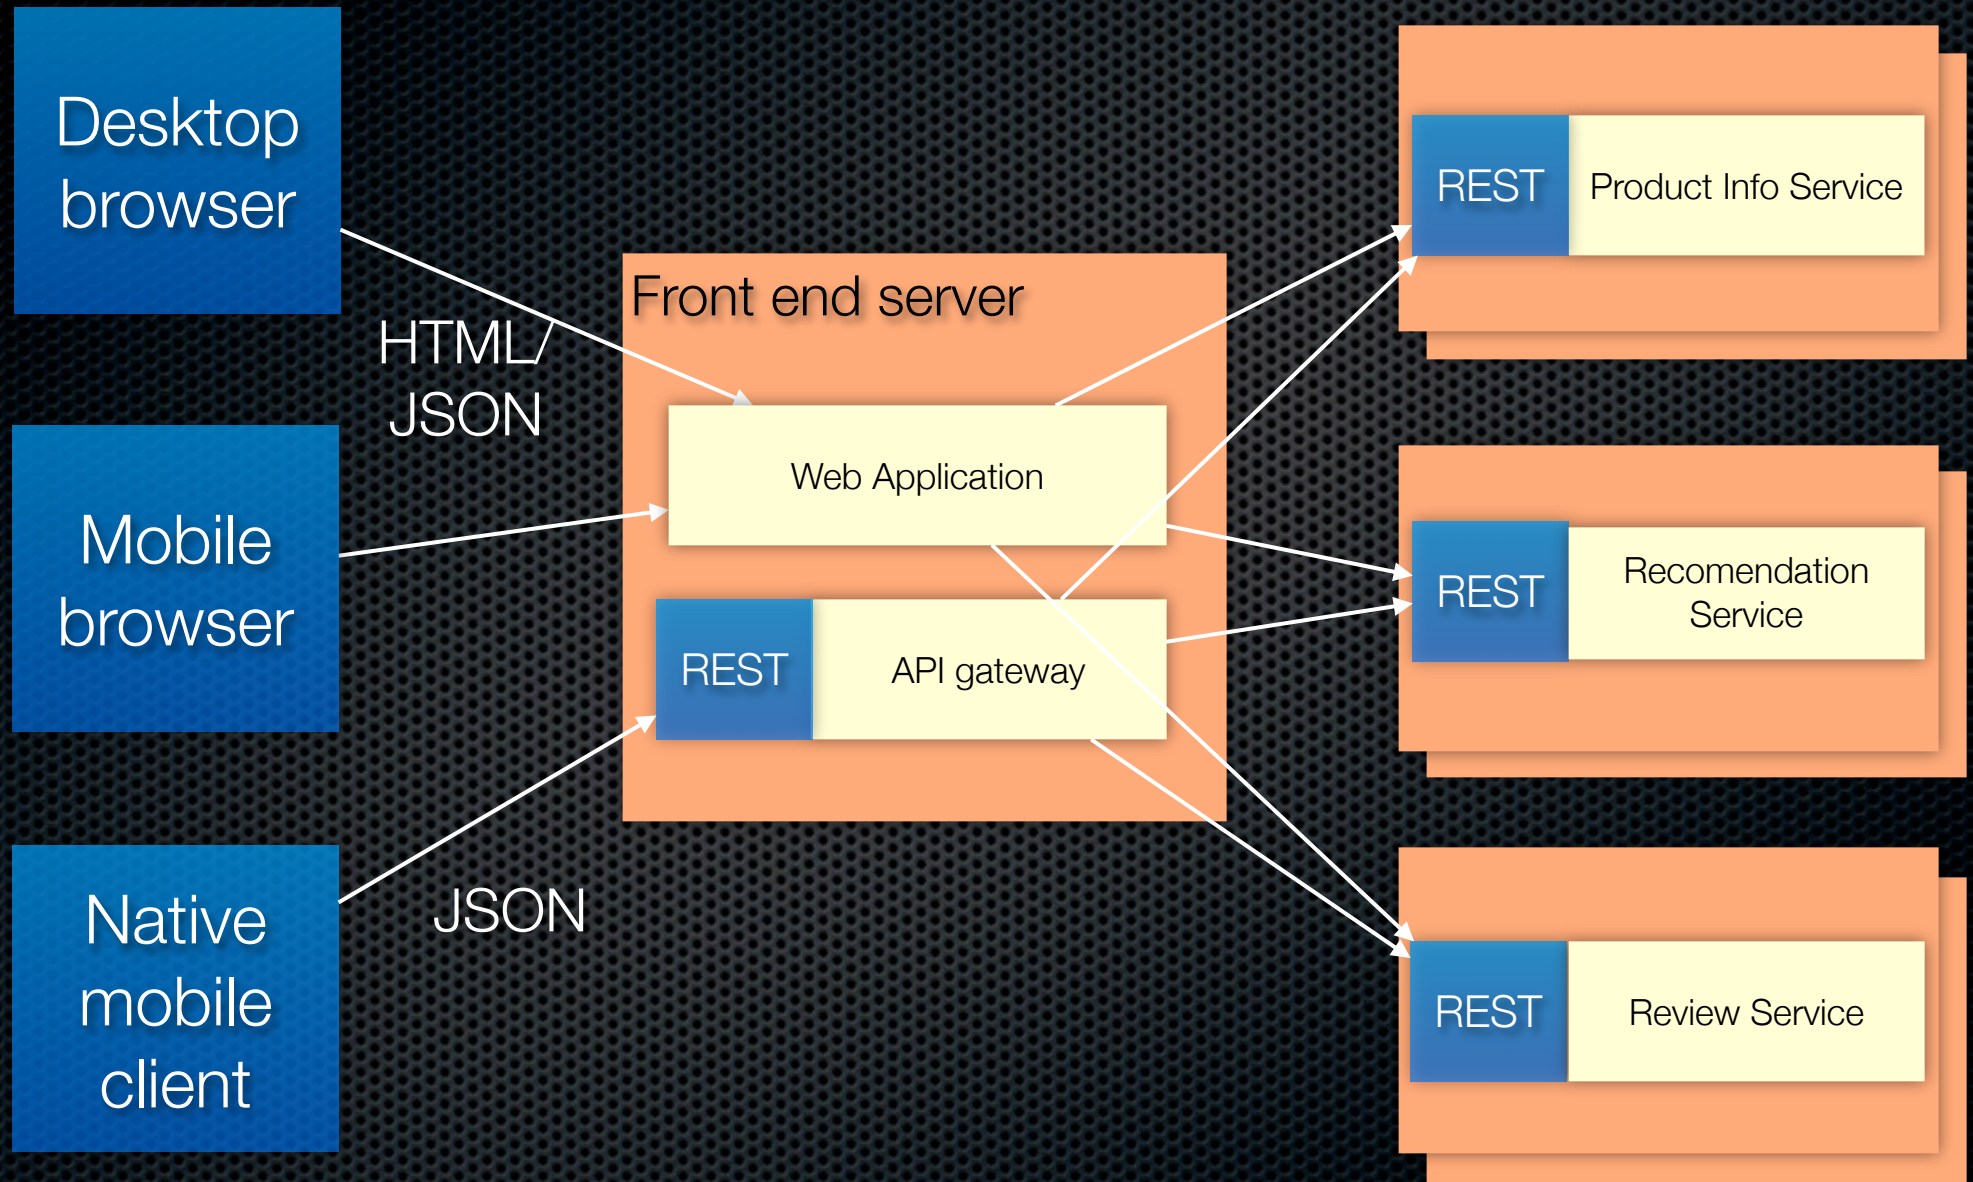 Desktop
browser
HTML/
JSON
Mobile
browser
Native
mobile
client
JSON
Front end server
Web Application
REST
API gateway
REST
Product Info Service
REST
Recomendation
Service
REST
Review Service